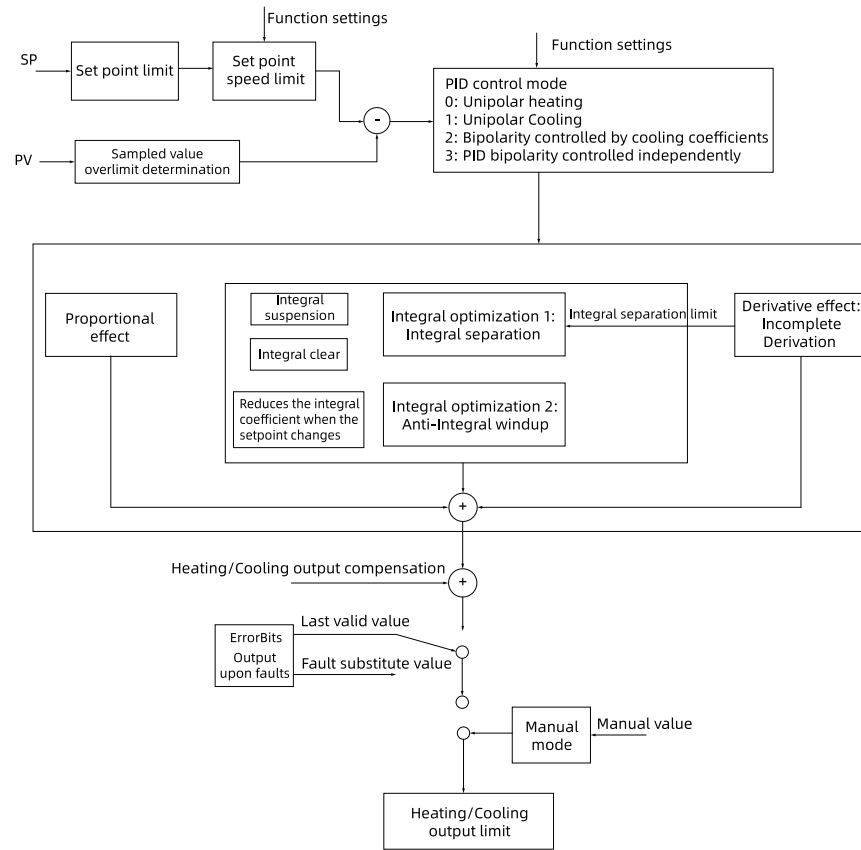 Function settings
SP
Set point limit
Set point
speed limit
Function settings
-
PID control mode
0: Unipolar heating
1: Unipolar Cooling
2: Bipolarity controlled by cooling coefficients
3: PID bipolarity controlled independently
PV
Sampled value
overlimit determination
Proportional
effect
Integral
suspension
Integral clear
Reduces the integral
coefficient when the
setpoint changes
Integral optimization 1:
Integral separation
Integral optimization 2:
Anti-Integral windup
Integral separation limit
Derivative effect:
Incomplete
Derivation
+
Heating/Cooling output compensation
+
Last valid value
ErrorBits
Output
upon faults
Fault substitute value
Manual
mode
Manual value
Heating/Cooling
output limit